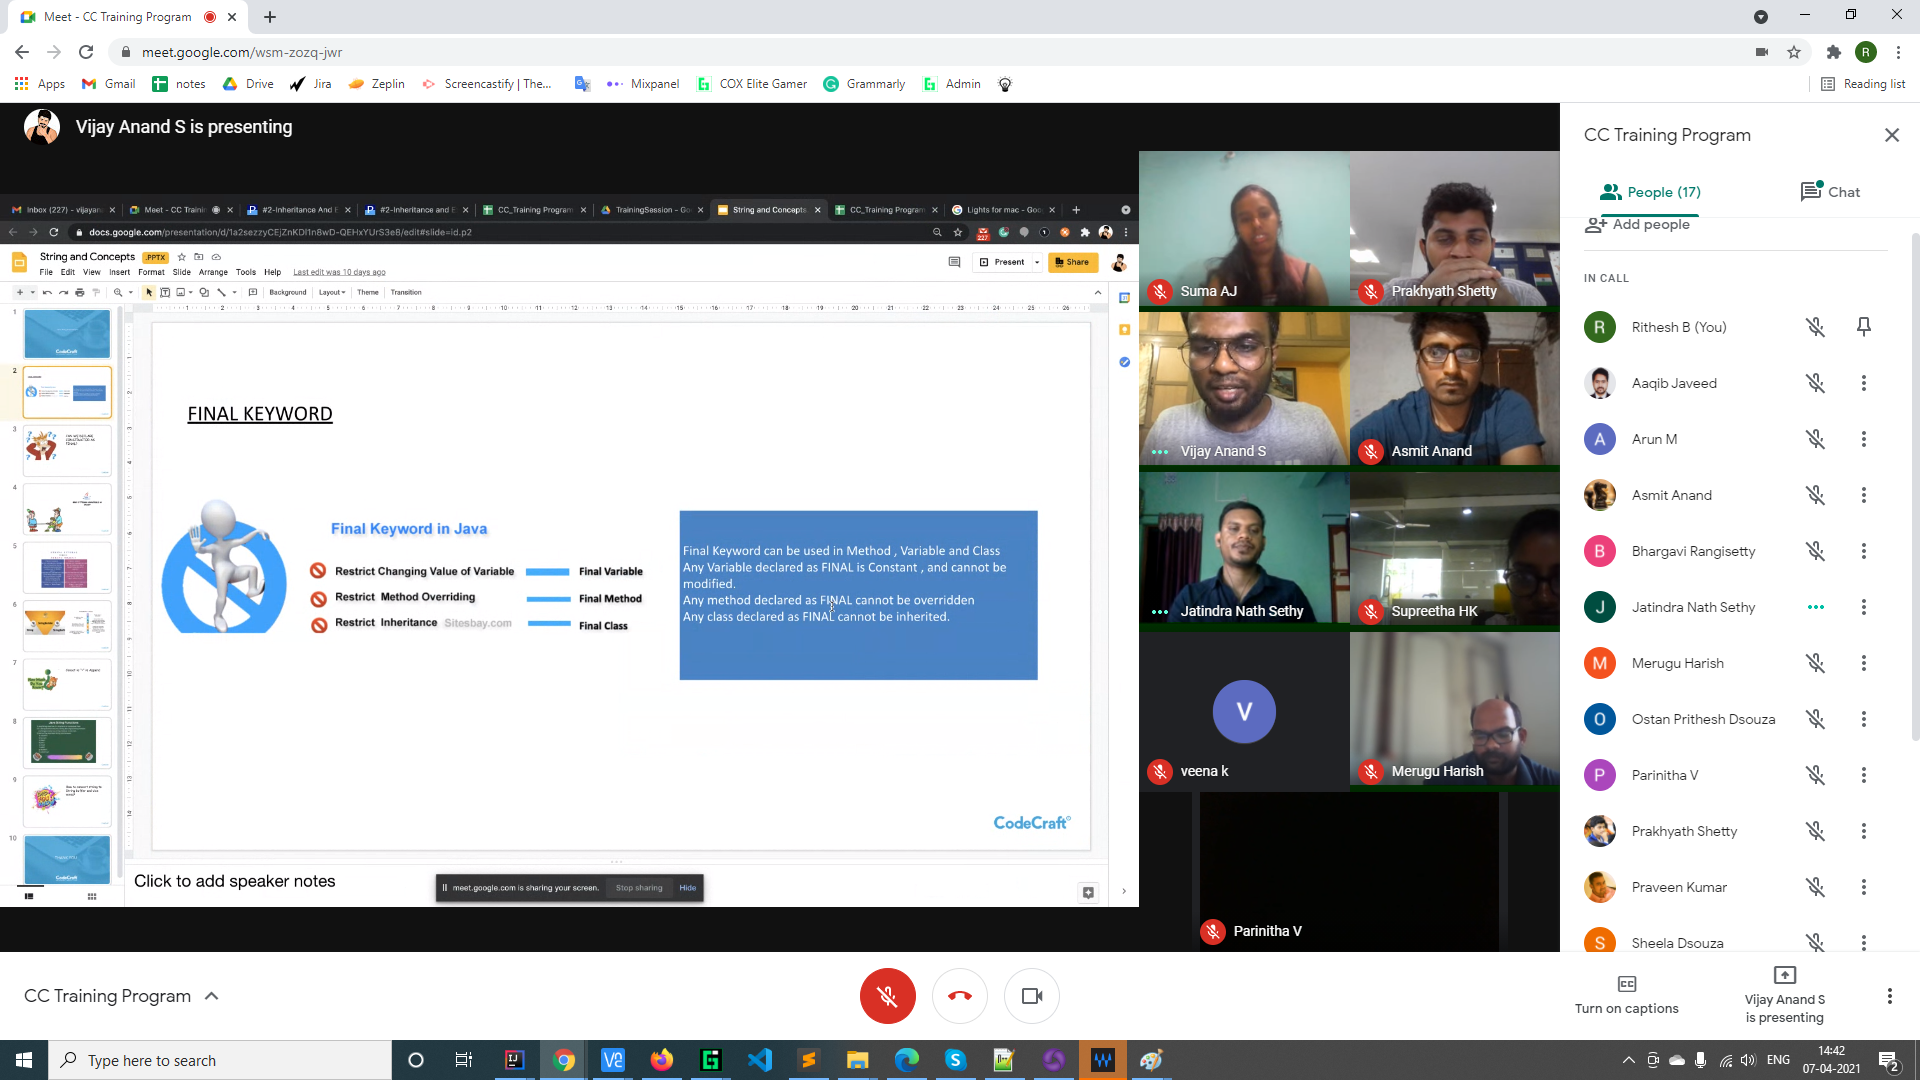 Meet - CC Training Program
meet.google.com/wsm-zozq-jwr
Apps
Gmail
notes
Drive
Jira
Zeplin
Screencastify | The...
Mixpanel
COX Elite Gamer
Grammarly
Admin
Reading list
Vijay Anand S is presenting
Inbox (227) - vijayan
Meet - CC Trainin
#2-Inheritance And E
#2-Inheritance and E
CC_Training Program
TrainingSession - Go
String and Concepts
CC_Training Program
Lights for mac - Goo
docs.google.com/presentation/d/1a2sezzyCEjZnKDI1n8wD-QEHxYUrS3e8/edit#slide=id.p2
String and Concepts .PPTX
File Edit View Insert Format Slide Arrange Tools Help Last edit was 10 days ago
Present
Share
Background Layout Theme Transition
FINAL KEYWORD
Final Keyword in Java
Restrict Changing Value of Variable Final Variable
Restrict Method Overriding Final Method
Restrict Inheritance Sitesbay.com Final Class
Final Keyword can be used in Method , Variable and Class
Any Variable declared as FINAL is Constant , and cannot be
modified.
Any method declared as FINAL cannot be overridden
Any class declared as FINAL cannot be inherited.
CodeCraft
Click to add speaker notes
meet.google.com is sharing your screen. Stop sharing Hide
Suma AJ
Prakhyath Shetty
Vijay Anand S
Asmit Anand
Jatindra Nath Sethy
Supreetha HK
V
veena k
Merugu Harish
Parinitha V
CC Training Program
People (17)
Chat
Add people
IN CALL
R Rithesh B (You)
Aaqib Javeed
A Arun M
Asmit Anand
B Bhargavi Rangisetty
J Jatindra Nath Sethy
M Merugu Harish
O Ostan Prithesh Dsouza
P Parinitha V
Prakhyath Shetty
Praveen Kumar
S Sheela Dsouza
CC Training Program
Turn on captions
Vijay Anand S
is presenting
Type here to search
ENG
14:42
07-04-2021
2